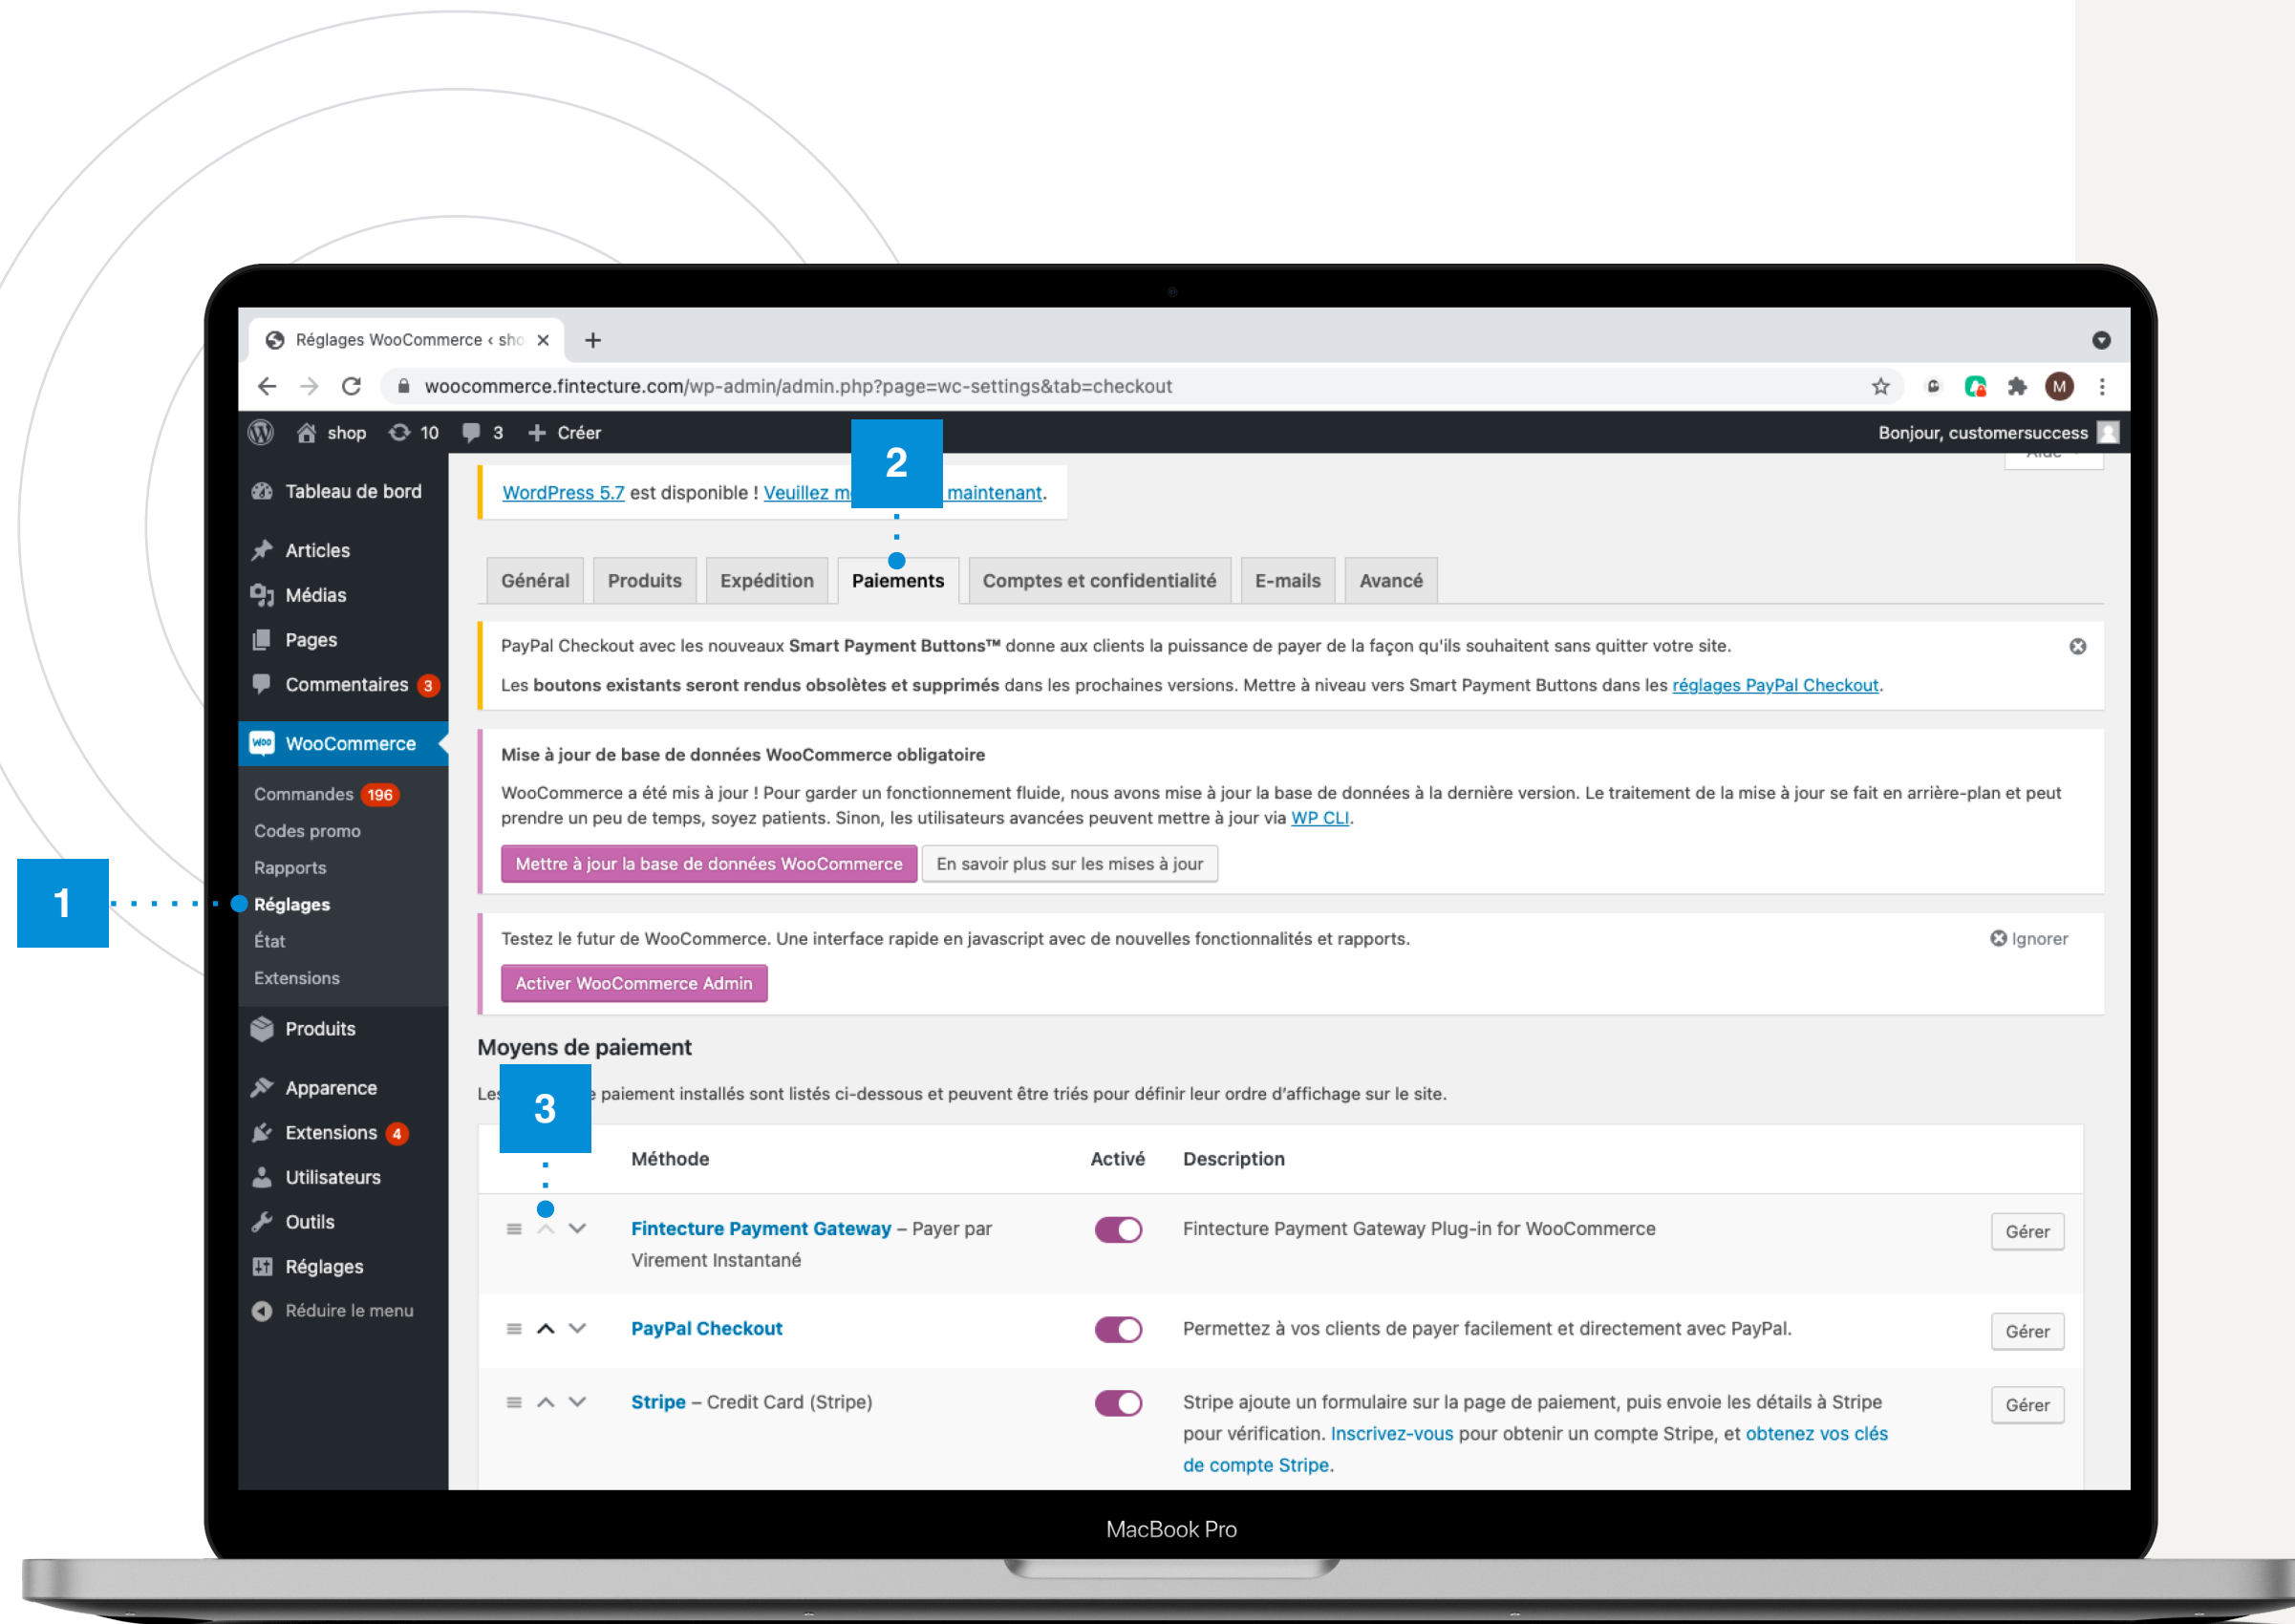 Réglages WooCommerce ‹ sho
woocommerce.fintecture.com/wp-admin/admin.php?page=wc-settings&tab=checkout
M
shop 10 3 + Créer
Bonjour, customersuccess
2
Tableau de bord
Articles
Médias
Pages
Commentaires 3
Woo WooCommerce
Commandes 196
Codes promo
Rapports
1
Réglages
État
Extensions
Produits
Apparence
Extensions 4
Utilisateurs
Outils
Réglages
Réduire le menu
WordPress 5.7 est disponible ! Veuillez maintenant.
Général Produits Expédition Paiements Comptes et confidentialité E-mails Avancé
PayPal Checkout avec les nouveaux Smart Payment Buttons™ donne aux clients la puissance de payer de la façon qu'ils souhaitent sans quitter votre site.
Les boutons existants seront rendus obsolètes et supprimés dans les prochaines versions. Mettre à niveau vers Smart Payment Buttons dans les réglages PayPal Checkout.
Mise à jour de base de données WooCommerce obligatoire
WooCommerce a été mis à jour ! Pour garder un fonctionnement fluide, nous avons mise à jour la base de données à la dernière version. Le traitement de la mise à jour se fait en arrière-plan et peut
prendre un peu de temps, soyez patients. Sinon, les utilisateurs avancées peuvent mettre à jour via WP CLI.
Mettre à jour la base de données WooCommerce En savoir plus sur les mises à jour
Testez le futur de WooCommerce. Une interface rapide en javascript avec de nouvelles fonctionnalités et rapports.
Ignorer
Activer WooCommerce Admin
Moyens de paiement
3
paiement installés sont listés ci-dessous et peuvent être triés pour définir leur ordre d'affichage sur le site.
Méthode Activé Description
Fintecture Payment Gateway – Payer par
Virement Instantané
Fintecture Payment Gateway Plug-in for WooCommerce
Gérer
PayPal Checkout
Permettez à vos clients de payer facilement et directement avec PayPal.
Gérer
Stripe – Credit Card (Stripe)
Stripe ajoute un formulaire sur la page de paiement, puis envoie les détails à Stripe
pour vérification. Inscrivez-vous pour obtenir un compte Stripe, et obtenez vos clés
de compte Stripe.
Gérer
MacBook Pro